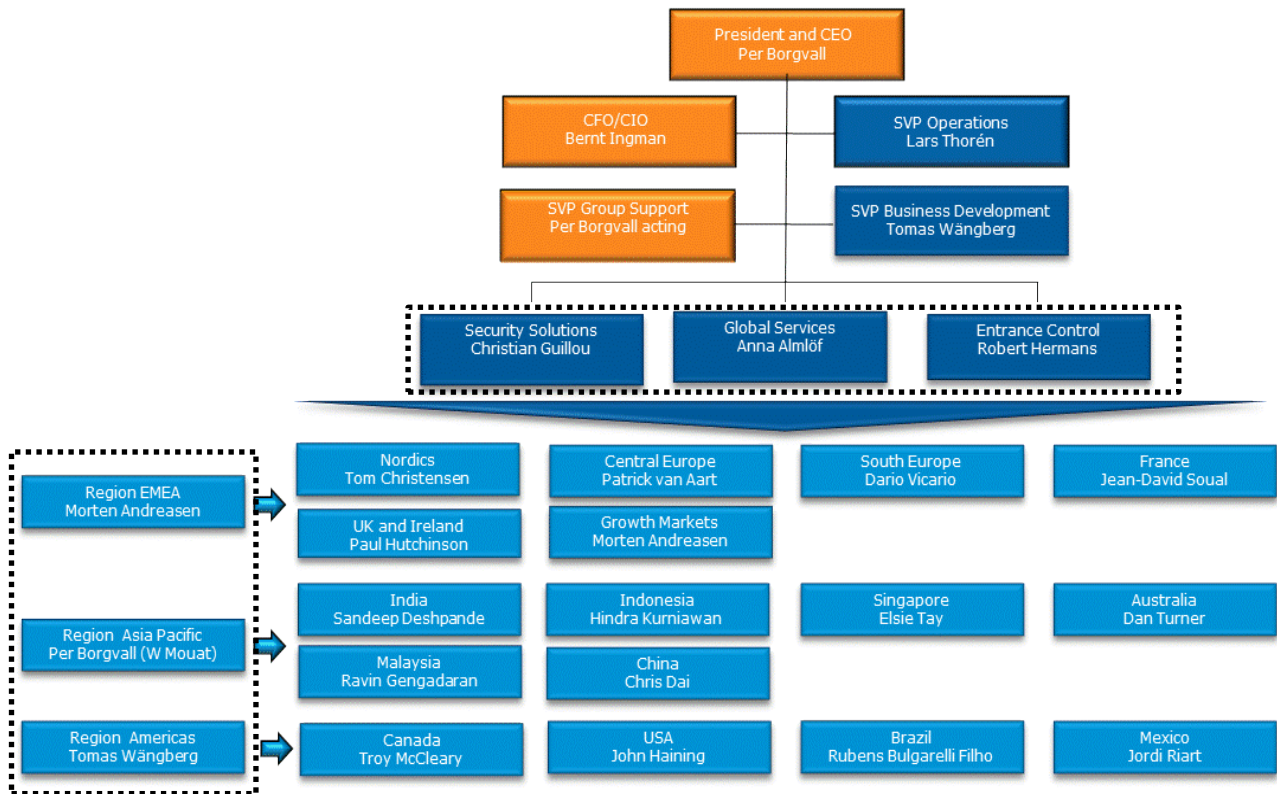 President and CEO
Per Borgvall
CFO/CIO
Bernt Ingman
SVP Operations
Lars Thorén
SVP Group Support
Per Borgvall acting
SVP Business Development
Tomas Wängberg
Security Solutions
Christian Guillou
Global Services
Anna Almlöf
Entrance Control
Robert Hermans
Region EMEA
Morten Andreasen
Nordics
Tom Christensen
Central Europe
Patrick van Aart
South Europe
Dario Vicario
France
Jean-David Soual
UK and Ireland
Paul Hutchinson
Growth Markets
Morten Andreasen
Region Asia Pacific
Per Borgvall (W Mouat)
India
Sandeep Deshpande
Indonesia
Hindra Kurniawan
Singapore
Elsie Tay
Australia
Dan Turner
Malaysia
Ravin Gengadaran
China
Chris Dai
Region Americas
Tomas Wängberg
Canada
Troy McCleary
USA
John Haining
Brazil
Rubens Bulgarelli Filho
Mexico
Jordi Riart